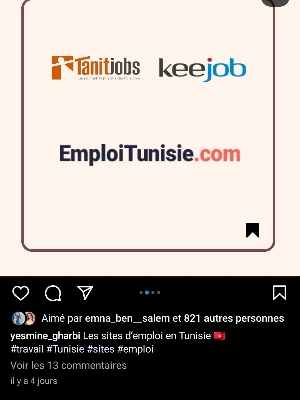 Tanitjobs
keejob
EmploiTunisie.com
Aimé par emna_ben__salem et 821 autres personnes
yesmine_gharbi Les sites d'emploi en Tunisie 🇹🇳
#travail #Tunisie #sites #emploi
Voir les 13 commentaires
il y a 4 jours